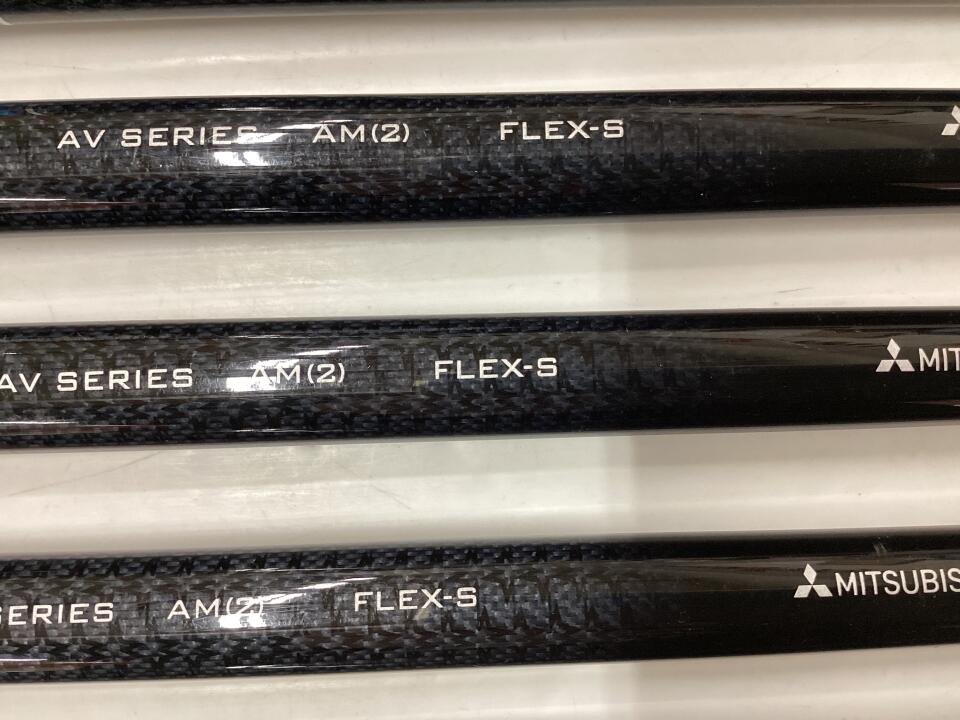 AV SERIES AM(2) FLEX-S
AV SERIES AM(2) FLEX-S MIT
SERIES AM(2) FLEX-S MITSUBIS